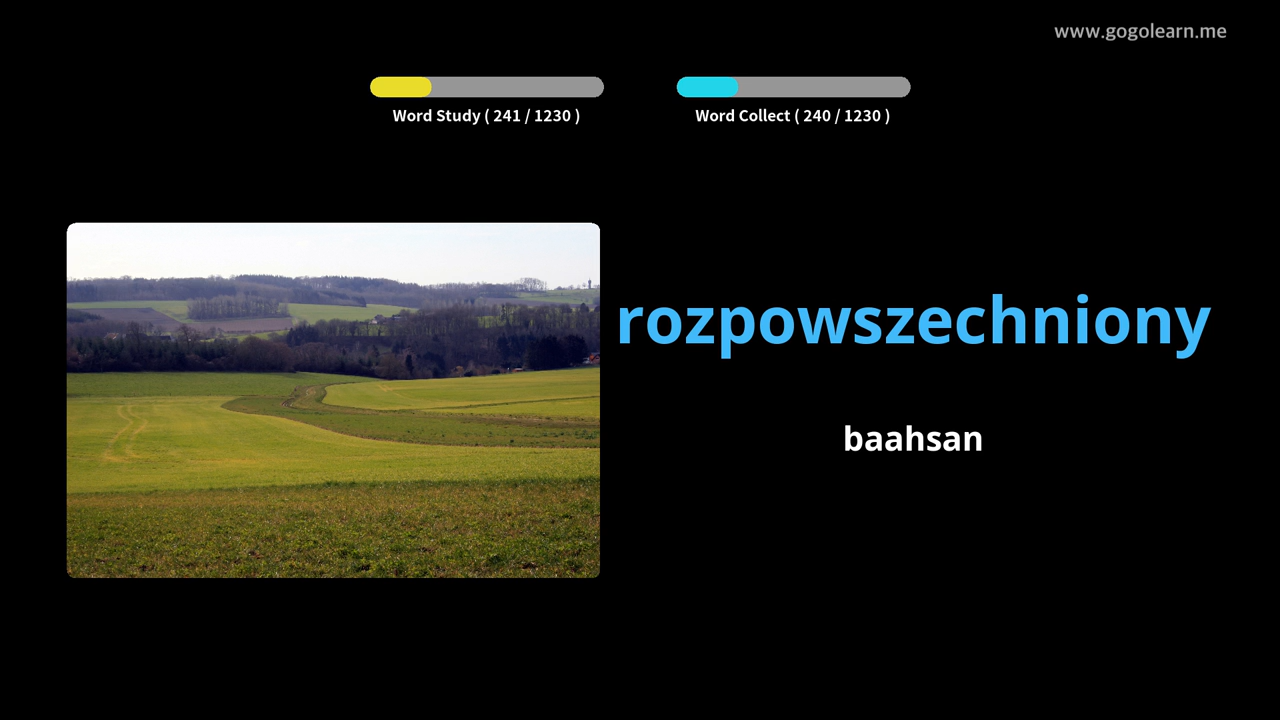 www.gogolearn.me
Word Study ( 241 / 1230 )
Word Collect ( 240 / 1230 )
rozpowszechniony
baahsan